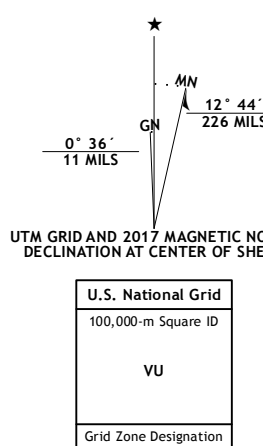 MN
GN
12° 44´
226 MILS
0° 36´
11 MILS
UTM GRID AND 2017 MAGNETIC NO
DECLINATION AT CENTER OF SHE
U.S. National Grid
100,000-m Square ID
VU
Grid Zone Designation